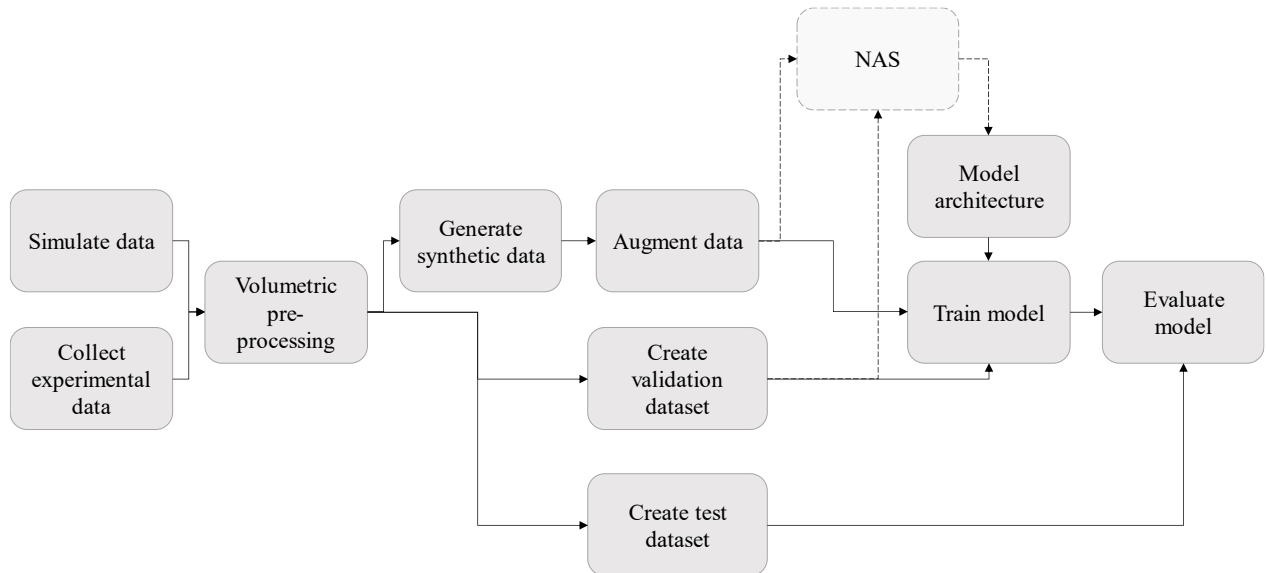 NAS
Model
architecture
Simulate data
Generate
synthetic data
Augment data
Volumetric
pre-
processing
Train model
Evaluate
model
Collect
experimental
data
Create
validation
dataset
Create test
dataset